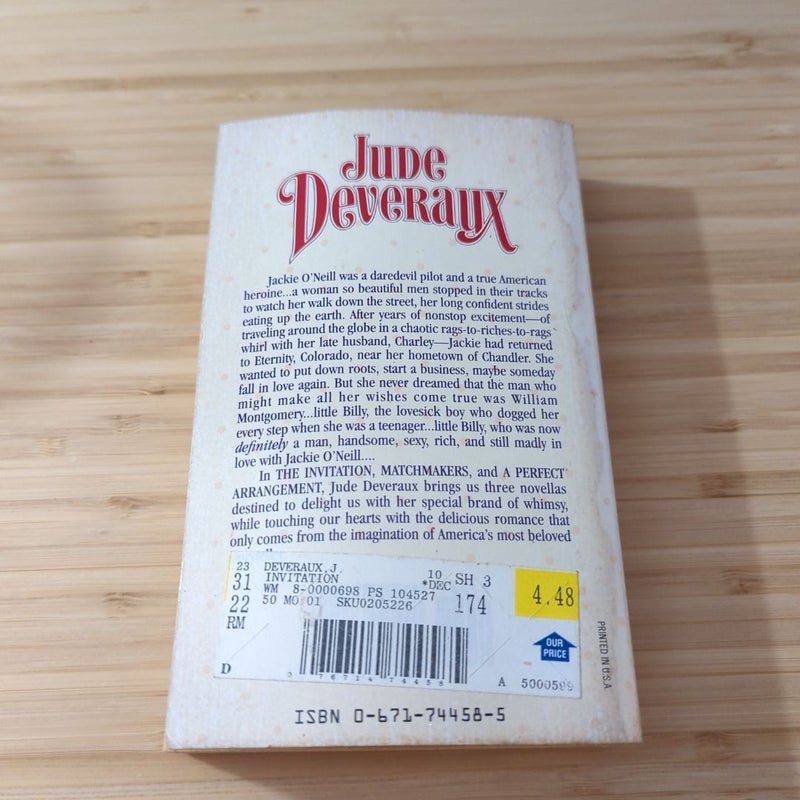 Jude
Deveraux
Jackie O'Neill was a daredevil pilot and a true American
heroine...a woman so beautiful men stopped in their tracks
to watch her walk down the street, her long confident strides
eating up the earth. After years of nonstop excitement—of
traveling around the globe in a chaotic rags-to-riches-to-rags
whirl with her late husband, Charley—Jackie had returned
to Eternity, Colorado, near her hometown of Chandler. She
wanted to put down roots, start a business, maybe someday
fall in love again. But she never dreamed that the man who
might make all her wishes come true was William
Montgomery...little Billy, the lovesick boy who dogged her
every step when she was a teenager...little Billy, who was now
definitely a man, handsome, sexy, rich, and still madly in
love with Jackie O'Neill....
In THE INVITATION, MATCHMAKERS, and A PERFECT
ARRANGEMENT, Jude Deveraux brings us three novellas
destined to delight us with her special brand of whimsy,
while touching our hearts with the delicious romance that
only comes from the imagination of America's most beloved
23 DEVERAUX,J.
31 INVITATION 10 SH 3
WM 8-0000698 PS 104527 *DEC
22 50 MO 01 SKU0205226 174
4.48
RM
OUR
PRICE
D
76714 74458
A 5000599
ISBN 0-671-74458-5
PRINTED IN U.S.A